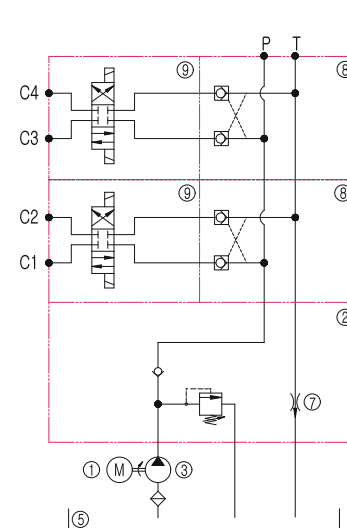 P T
⑨ ⑧
C4
C3
⑨ ⑧
C2
C1
②
⑦
① M ③
⑤